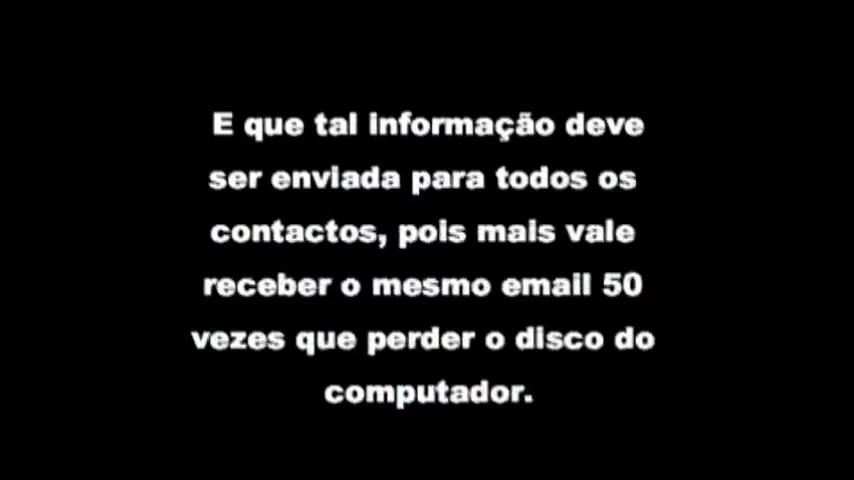 E que tal informação deve
ser enviada para todos os
contactos, pois mais vale
receber o mesmo email 50
vezes que perder o disco do
computador.